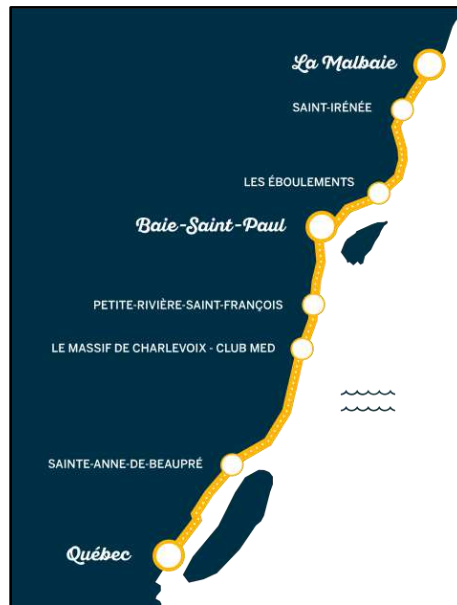 La Malbaie
SAINT-IRÉNÉE
LES ÉBOULEMENTS
Baie-Saint-Paul
PETITE-RIVIÈRE-SAINT-FRANÇOIS
LE MASSIF DE CHARLEVOIX - CLUB MED
SAINTE-ANNE-DE-BEAUPRÉ
Québec